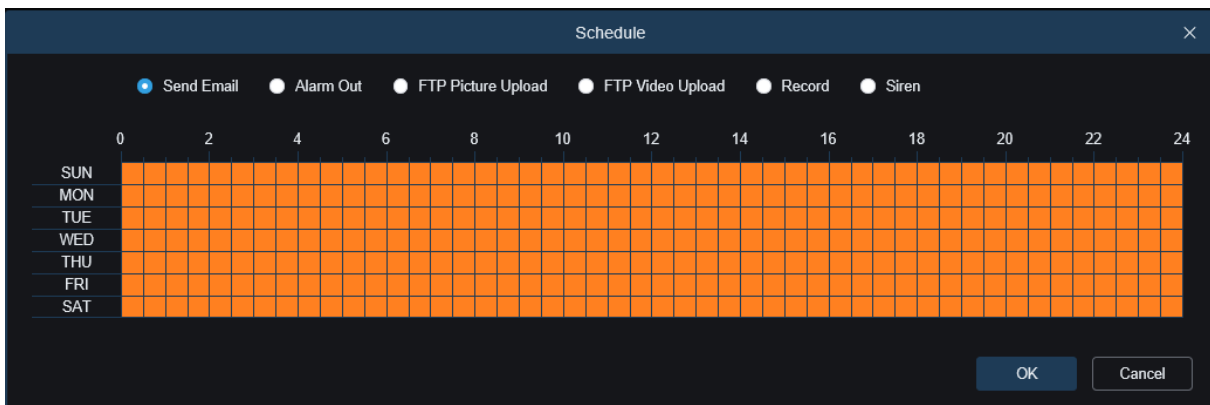 Schedule
Send Email Alarm Out FTP Picture Upload FTP Video Upload Record Siren
0 2 4 6 8 10 12 14 16 18 20 22 24
SUN
MON
TUE
WED
THU
FRI
SAT
OK Cancel